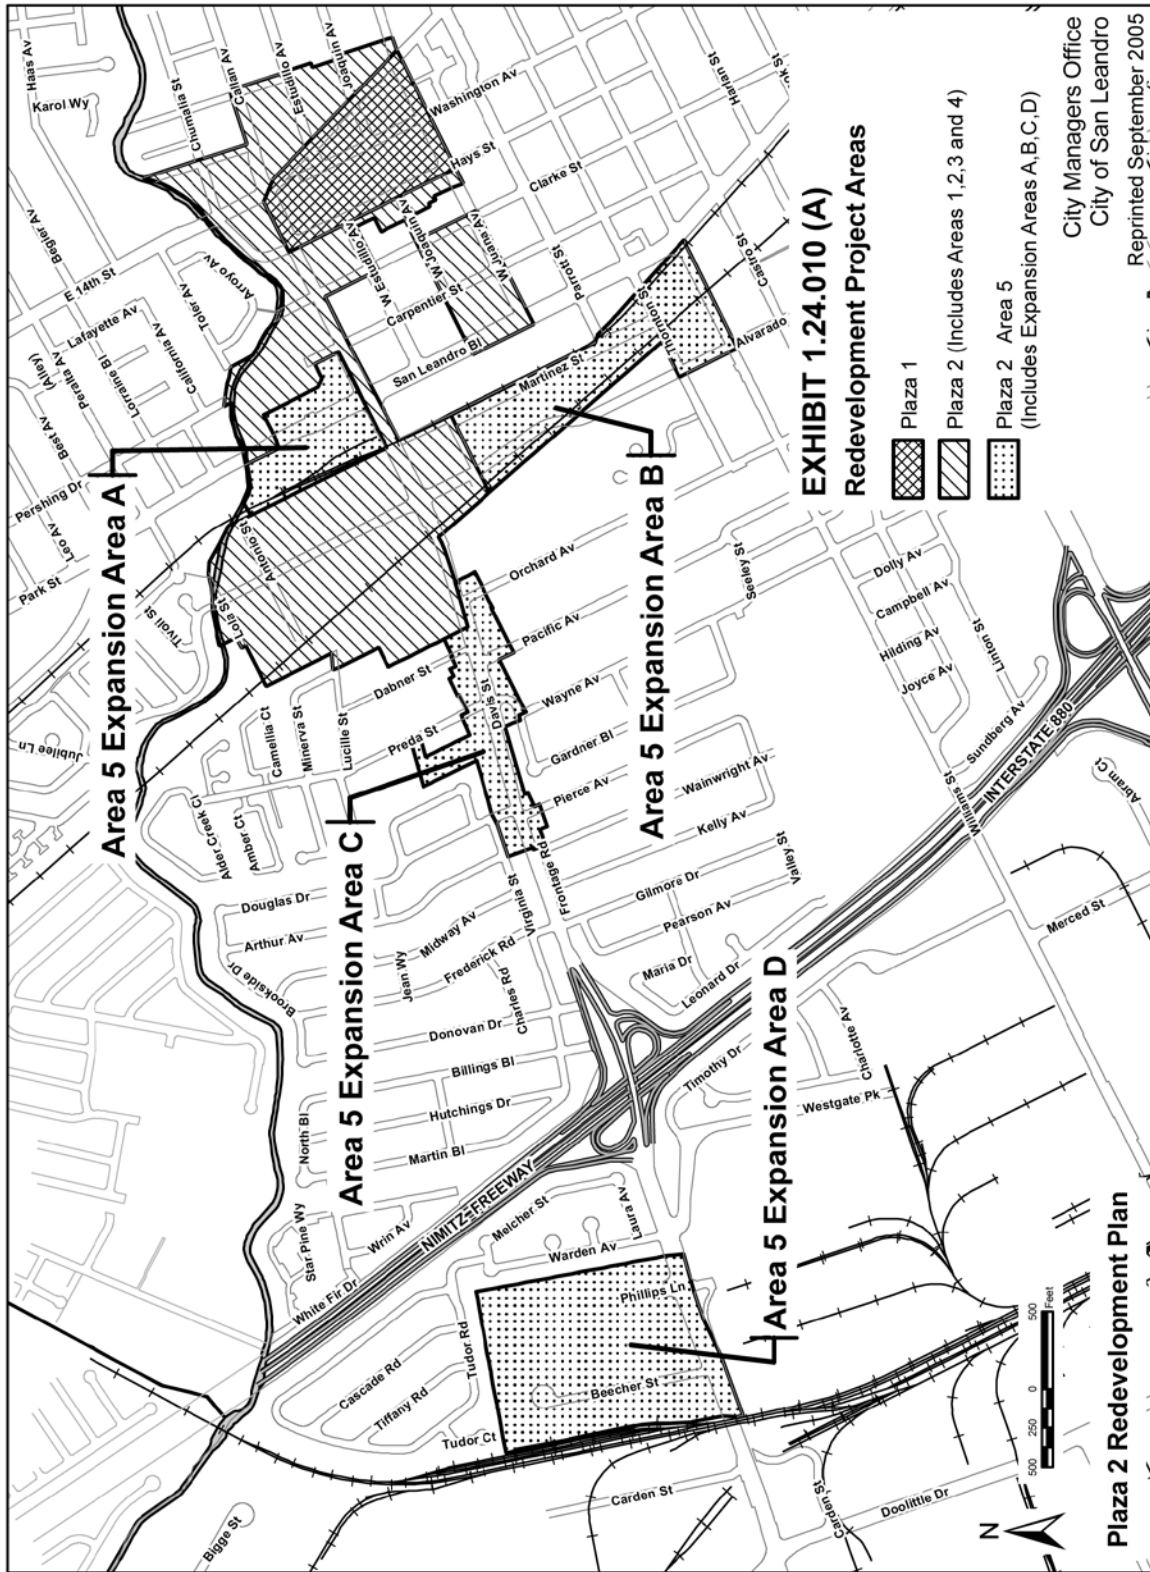 Haas Av
Karol Wy
Chumalia St
Callan Av
Estudillo Av
Joaquin Av
Begier Av
E 14th St
Washington Av
Hays St
Clarke St
Harlan St
Lafayette Av
(Alley)
Peralta Av
Best Av
Lorraine Bl
California Av
Toler Av
Arroyo Av
W Estudillo Av
W Joaquin Av
W Juana Av
Carpentier St
Parrott St
San Leandro Bl
Thornton St
Castro St
Alvarado
Martinez St
Pershing Dr
Leo Av
Park St
Tivoli St
Lola St
Antonio St
Area 5 Expansion Area A
Area 5 Expansion Area B
Area 5 Expansion Area C
Area 5 Expansion Area D
Jubilee Ln
Camellia Ct
Minerva St
Lucille St
Dabner St
Preda St
Davis St
Orchard Av
Pacific Av
Wayne Av
Gardner Bl
Pierce Av
Wainwright Av
Kelly Av
Seeley St
Dolly Av
Campbell Av
Hilding Av
Joyce Av
Linton St
Sundberg Av
Williams St
INTERSTATE 880
Abram Ct
Merced St
Alder Creek Cl
Amber Ct
Douglas Dr
Arthur Av
Brookside Dr
Jean Wy
Midway Av
Frederick Rd
Virginia St
Frontage Rd
Charles Rd
Gilmore Dr
Pearson Av
Valley St
Maria Dr
Leonard Dr
Timothy Dr
Charlotte Av
Westgate Pk
Donovan Dr
Billings Bl
Hutchings Dr
Martin Bl
North Bl
Star Pine Wy
Wrin Av
White Fir Dr
NIMITZ FREEWAY
Melcher St
Laura Av
Warden Av
Phillips Ln
Beecher St
Tudor Rd
Cascade Rd
Tiffany Rd
Tudor Ct
Carden St
Carden St
Doolittle Dr
Bigge St
EXHIBIT 1.24.010 (A)
Redevelopment Project Areas
Plaza 1
Plaza 2 (Includes Areas 1,2,3 and 4)
Plaza 2 Area 5
(Includes Expansion Areas A,B,C,D)
City Managers Office
City of San Leandro
Reprinted September 2005
N
500 250 0 500
Feet
Plaza 2 Redevelopment Plan